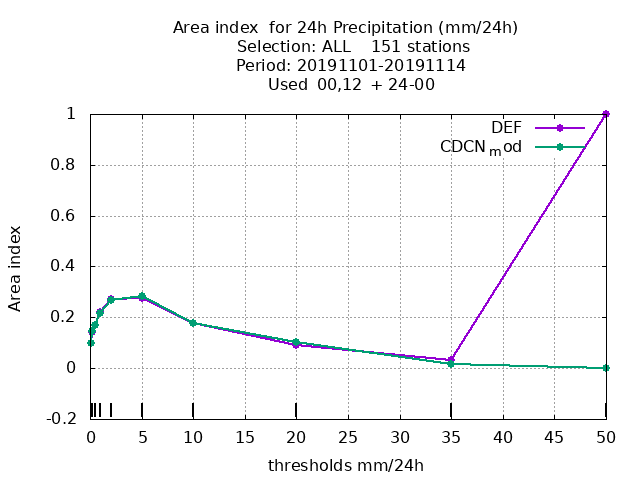 Area index  for 24h Precipitation (mm/24h)
Selection: ALL    151 stations
Period: 20191101-20191114
Used  00,12  + 24-00
DEF
CDCNmod
1
0.8
0.6
0.4
0.2
0
-0.2
Area index
0 5 10 15 20 25 30 35 40 45 50
thresholds mm/24h